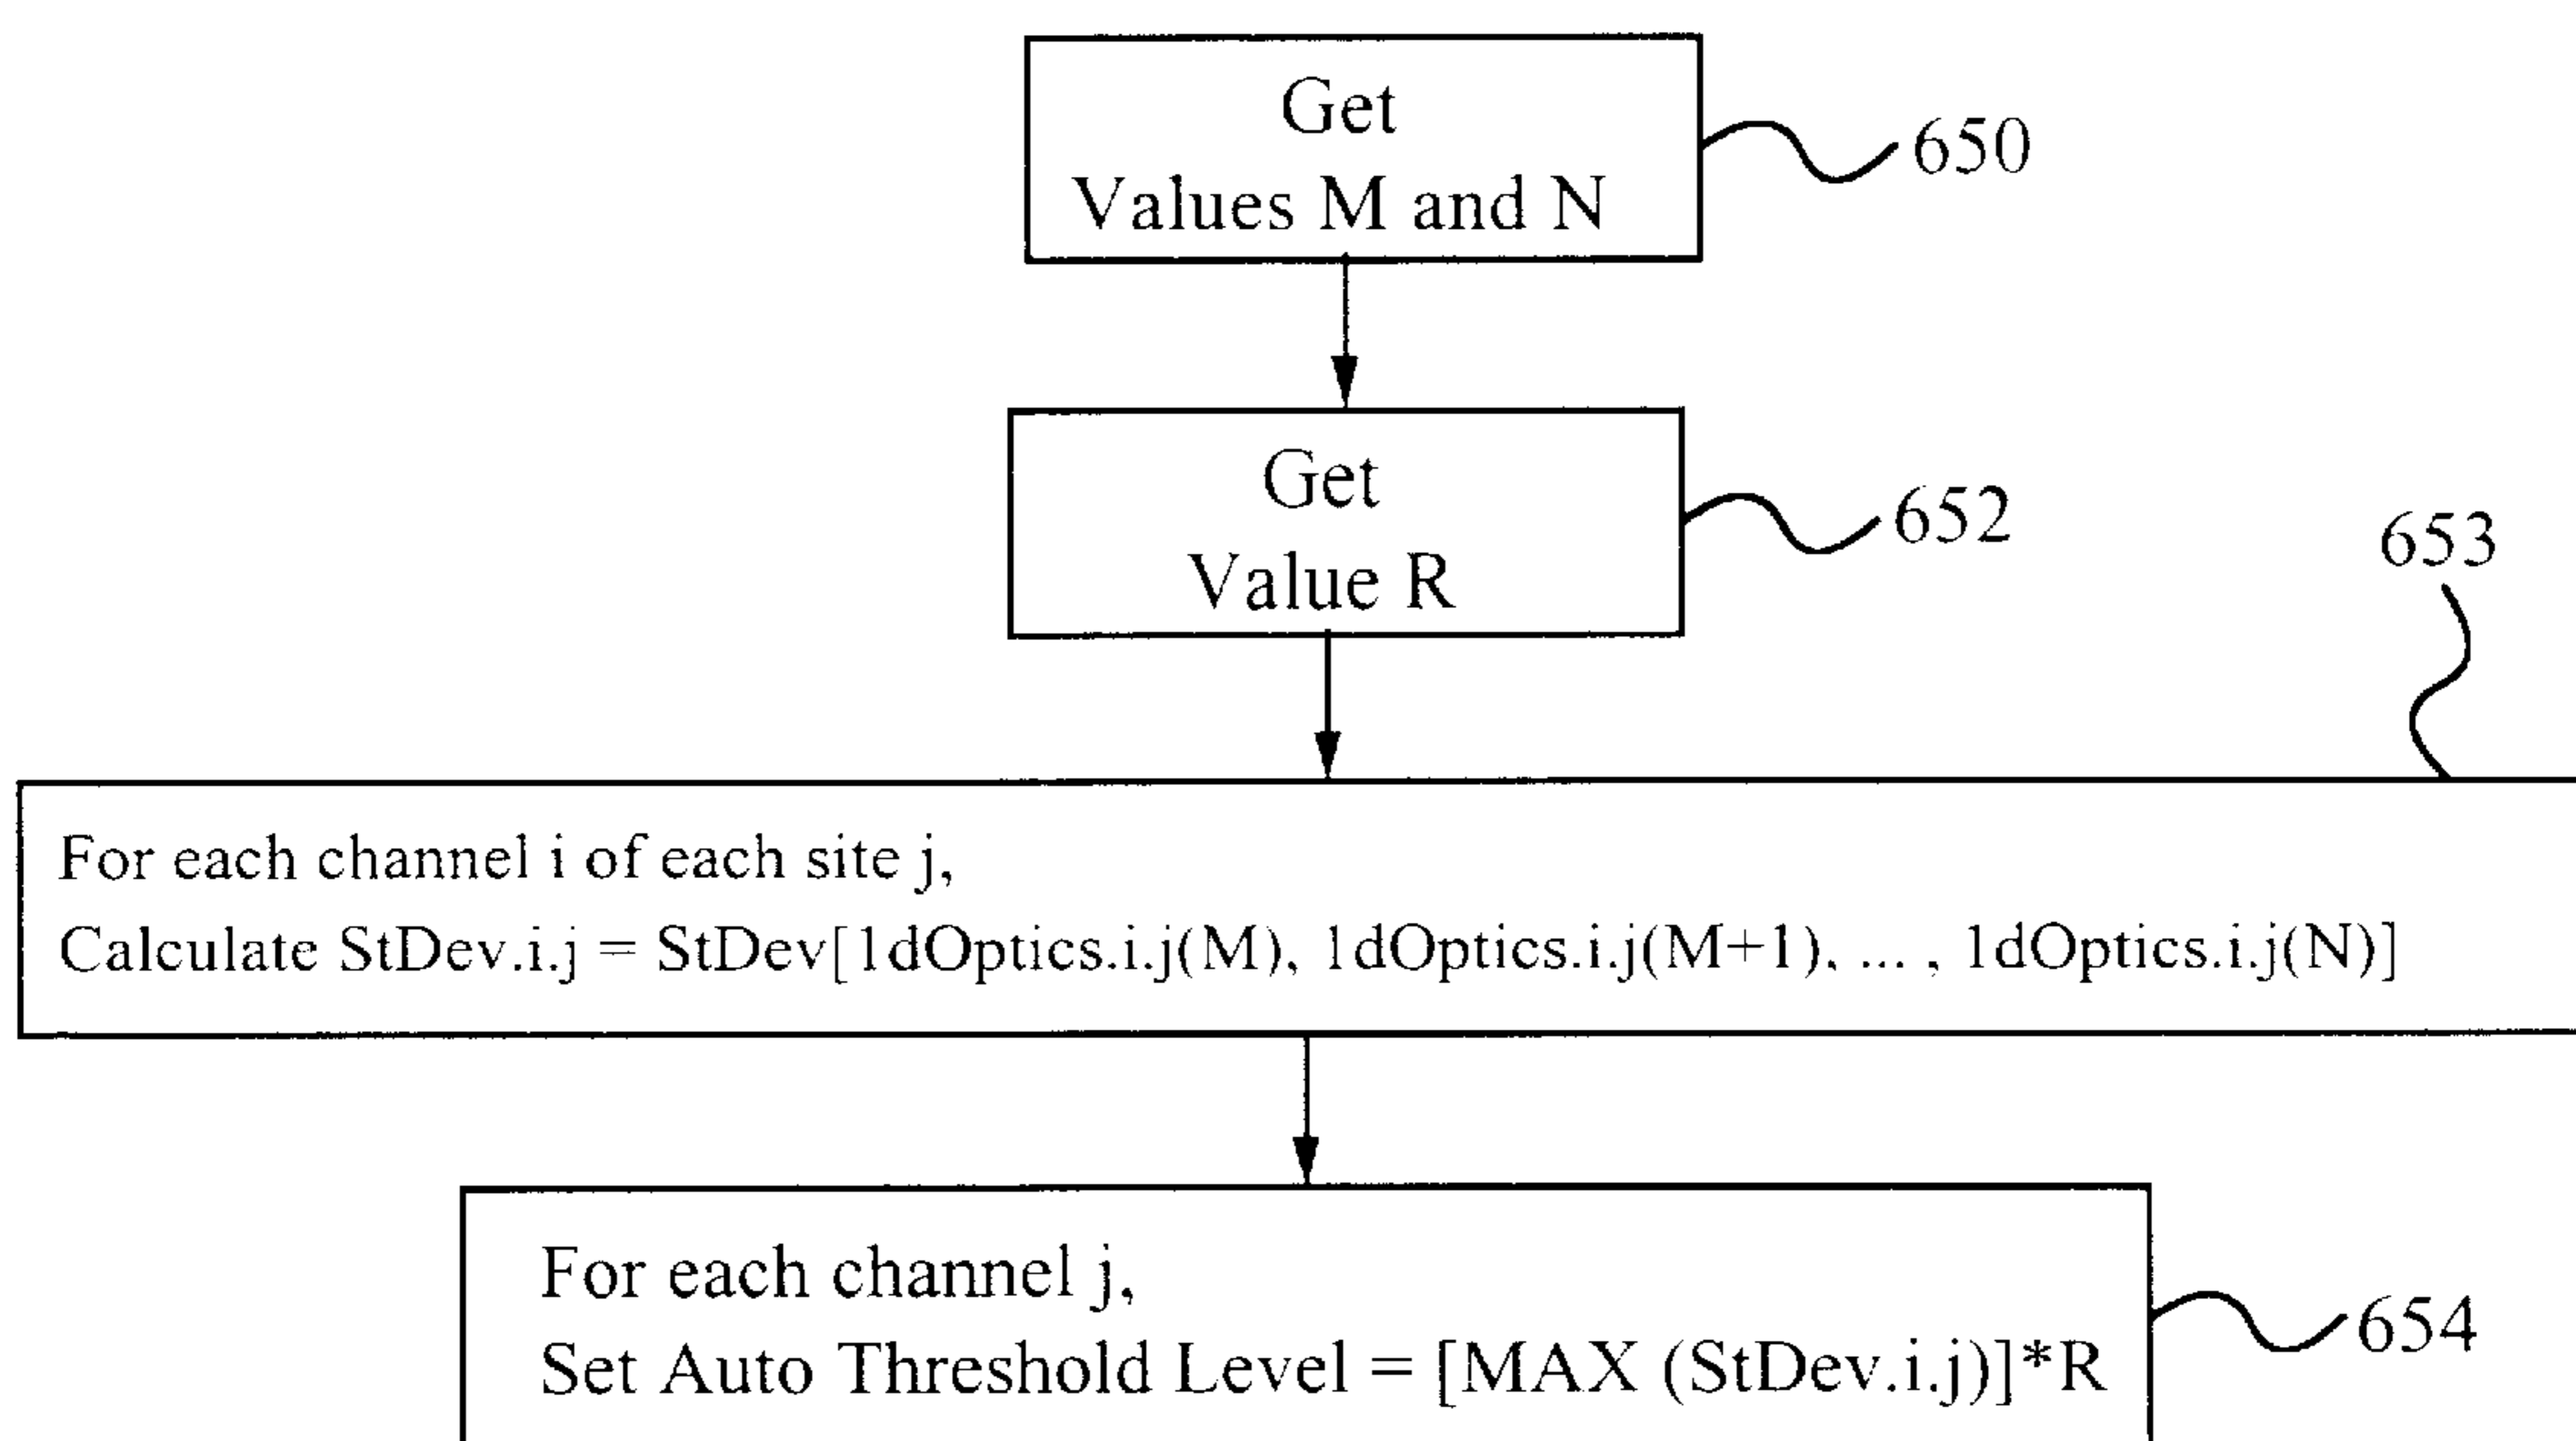 Get
Values M and N
650
Get
Value R
652
653
For each channel i of each site j,
Calculate StDev.i.j = StDev[1dOptics.i.j(M), 1dOptics.i.j(M+1), ... , 1dOptics.i.j(N)]
For each channel j,
Set Auto Threshold Level = [MAX (StDev.i.j)]*R
654